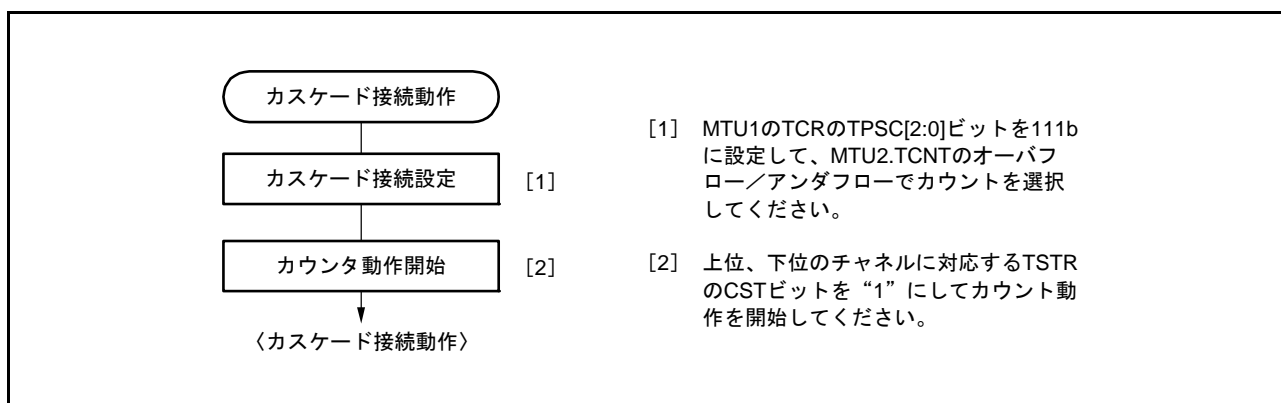 カスケード接続動作
カスケード接続設定
[1]
カウンタ動作開始
[2]
〈カスケード接続動作〉
[1] MTU1のTCRのTPSC[2:0]ビットを111b
に設定して、MTU2.TCNTのオーバフ
ロー／アンダフローでカウントを選択
してください。
[2] 上位、下位のチャネルに対応するTSTR
のCSTビットを“1”にしてカウント動
作を開始してください。